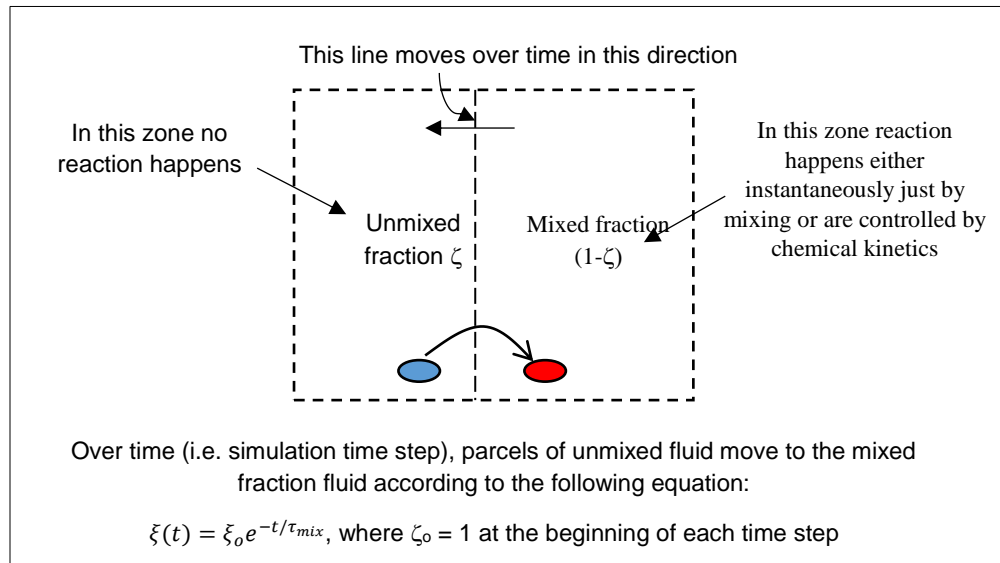 This line moves over time in this direction
In this zone no
reaction happens
In this zone reaction
happens either
instantaneously just by
mixing or are controlled by
chemical kinetics
Unmixed
fraction ζ
Mixed fraction
(1-ζ)
Over time (i.e. simulation time step), parcels of unmixed fluid move to the mixed
fraction fluid according to the following equation:
𝜉(𝑡) = 𝜉ₒ𝑒^{−𝑡/𝜏_{𝑚𝑖𝑥}}, where ζₒ = 1 at the beginning of each time step